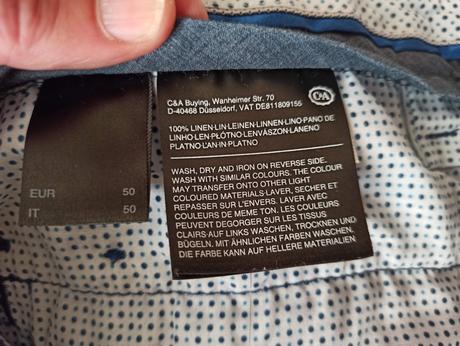 C&A Buying, Wanheimer Str. 70
D-40468 Düsseldorf, VAT DE811809155
C&A
100% LINEN-LIN-LEINEN-LINNEN-LINO-PANO DE
LINHO-LEN-PŁÓTNO-LENVÁSZON-LANENO
PLATNO-ĽAN-IN-PLATNO
WASH, DRY AND IRON ON REVERSE SIDE.
WASH WITH SIMILAR COLOURS. THE COLOUR
MAY TRANSFER ONTO OTHER LIGHT
COLOURED MATERIALS LAVER, SECHER ET
REPASSER SUR L'ENVERS. LAVER AVEC
COULEURS DE MEME TON. LES COULEURS
PEUVENT DEGORGER SUR LES TISSUS
CLAIRS-AUF LINKS WASCHEN, TROCKNEN UND
BÜGELN. MIT ÄHNLICHEN FARBEN WASCHEN.
DIE FARBE KANN AUF HELLERE MATERIALIEN
EUR 50
IT 50